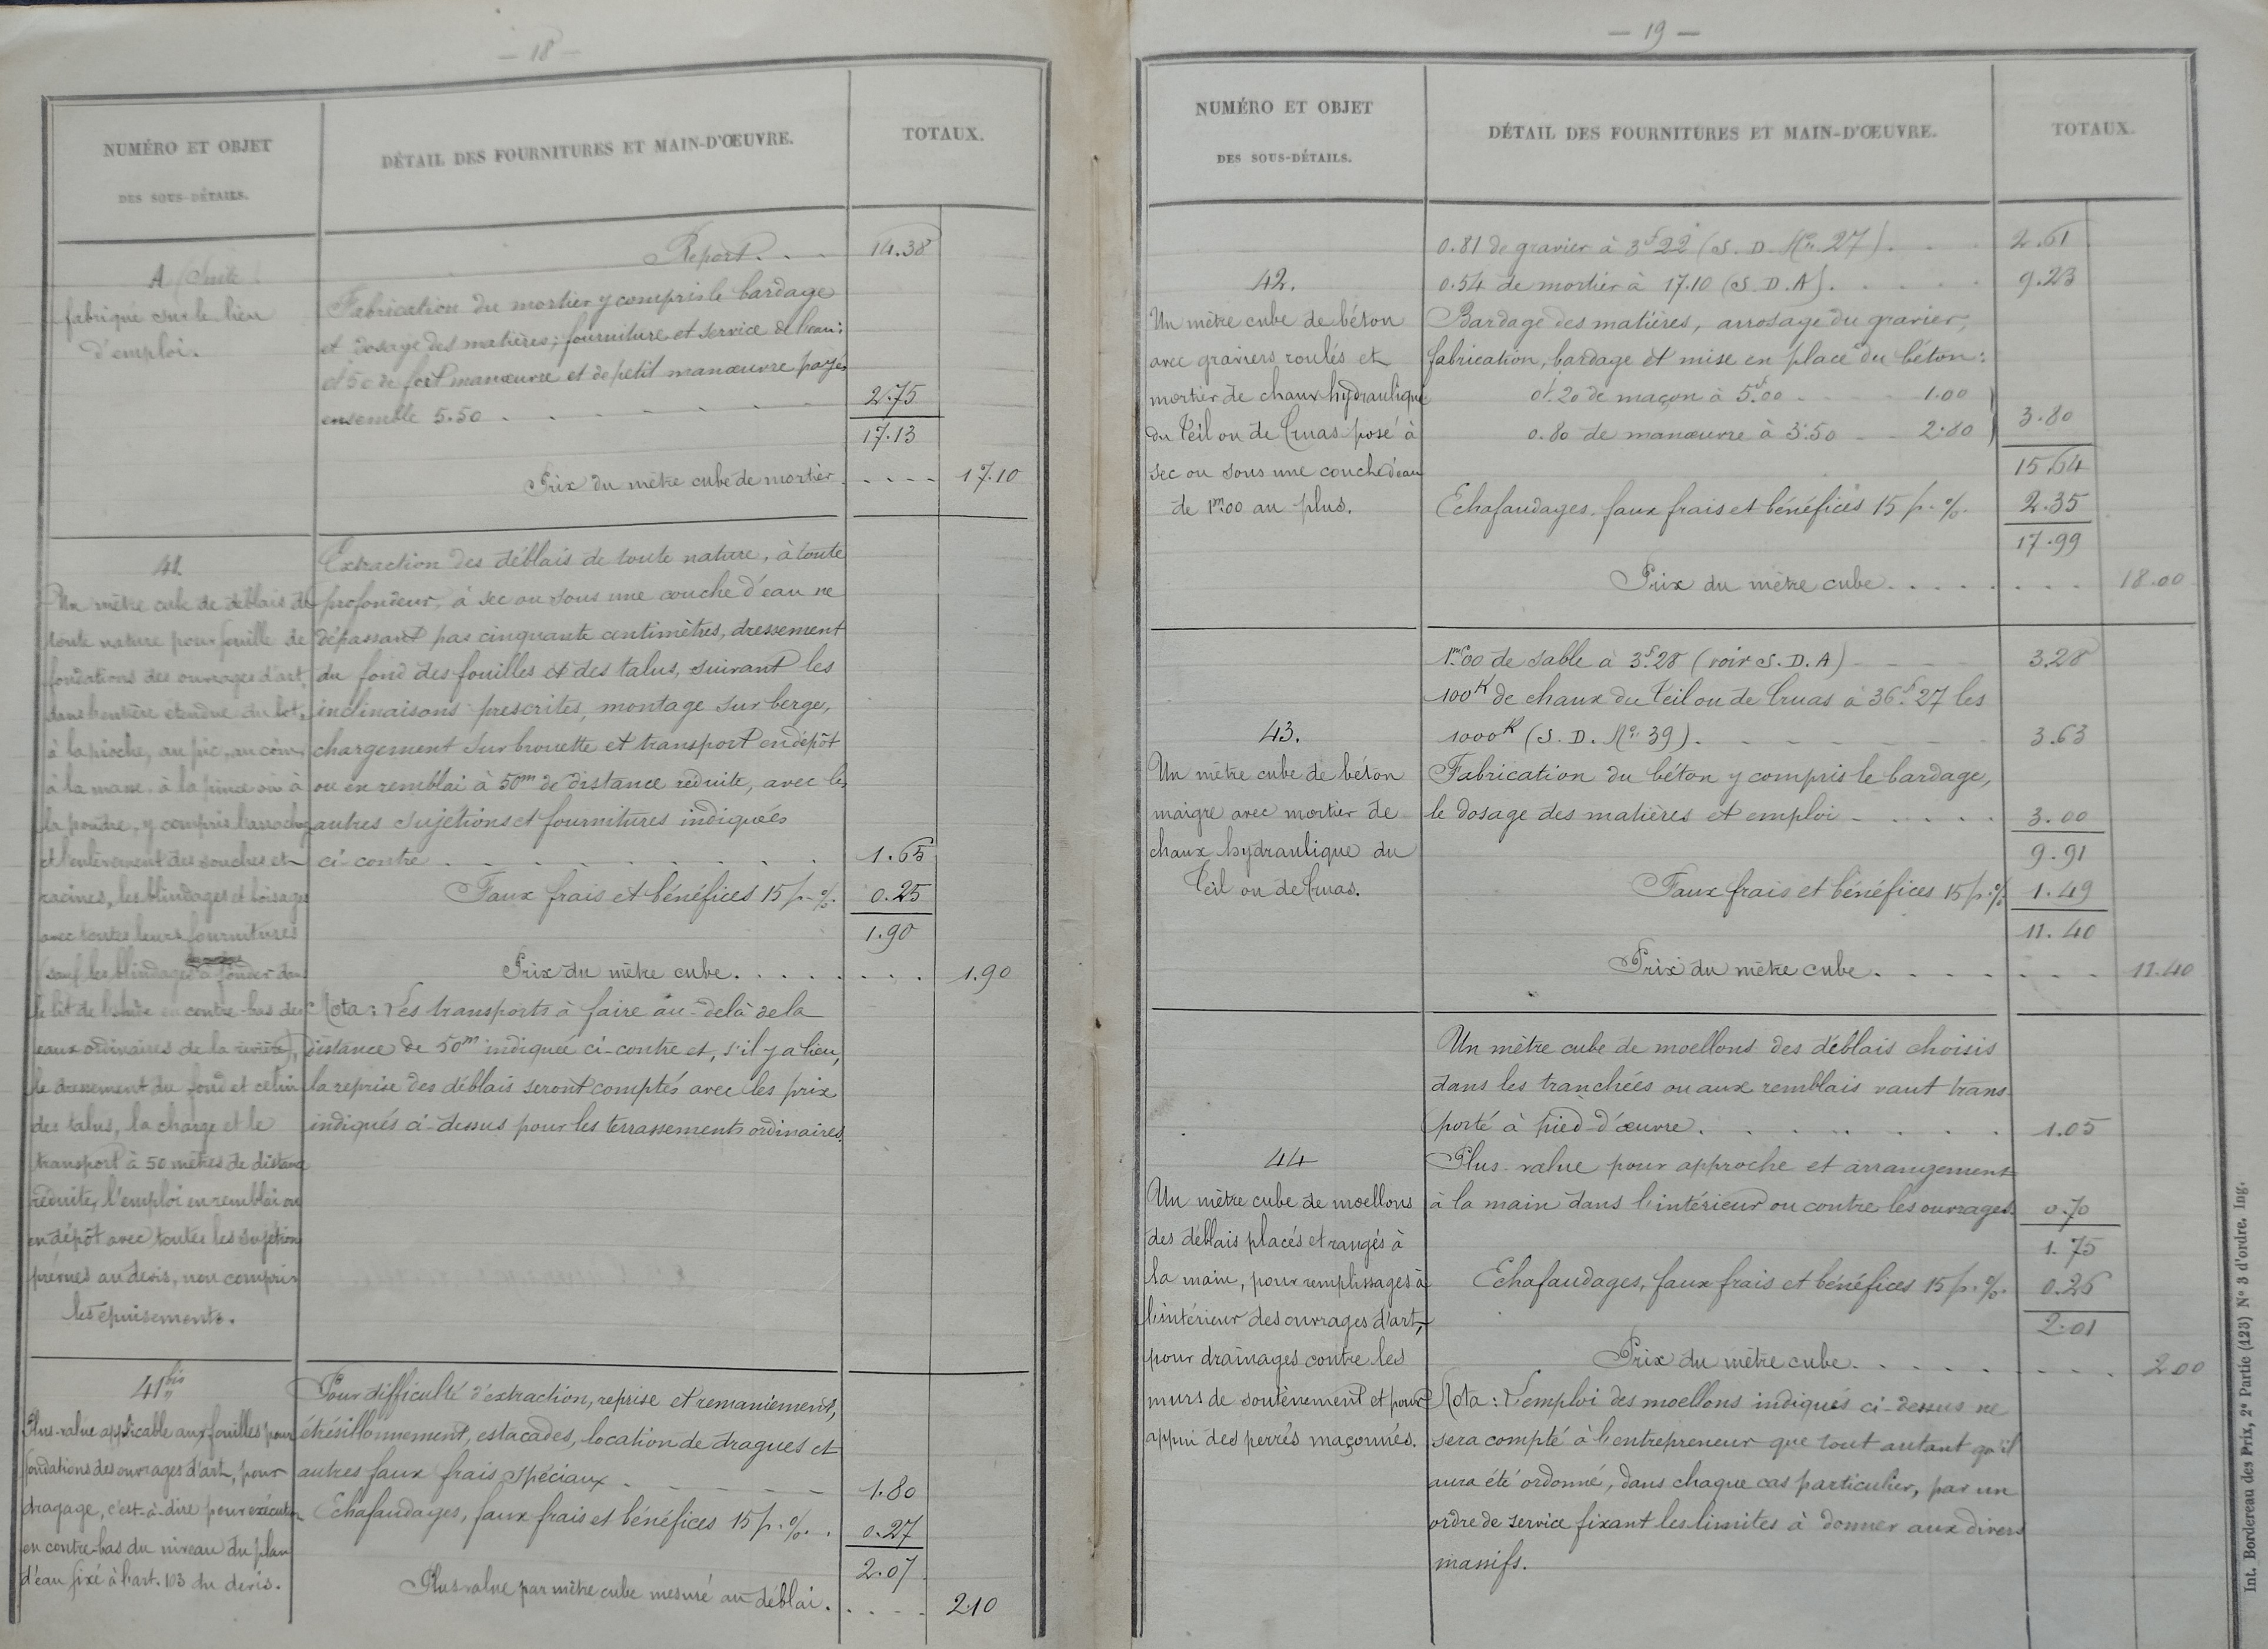 — 18 —
NUMÉRO ET OBJET
DES SOUS-DÉTAILS.
DÉTAIL DES FOURNITURES ET MAIN-D'ŒUVRE.
TOTAUX.
Report. . . . 14.38
A (Suite)
fabriqué sur le lieu
d'emploi.
Fabrication du mortier y compris le bardage
et dosage des matières; fourniture et service de l'eau:
de fort manœuvre et de petit manœuvre payés
ensemble 5.50 . . . . . . 2.75
17.13
Prix du mètre cube de mortier . . . . 17.10
41.
Un mètre cube de déblais de
toute nature pour fouille de
fondations des ouvrages d'art,
dans l'entière étendue du lot,
à la pioche, au pic, au coin,
à la masse, à la pince ou à
la poudre, y compris l'arrachage
et l'enlèvement des souches et
racines, les blindages et boisages
avec toutes leurs fournitures
(sauf les blindages à fonder dans
le lit de en contre-bas des
eaux ordinaires de la rivière),
le dressement du fond et celui
des talus, la charge et le
transport à 50 mètres de distance
réduite, l'emploi en remblai ou
en dépôt avec toutes les sujétions
prévues au devis, non compris
les épuisements.
Extraction des déblais de toute nature, à toute
profondeur, à sec ou sous une couche d'eau ne
dépassant pas cinquante centimètres, dressement
du fond des fouilles et des talus, suivant les
inclinaisons prescrites, montage sur berge,
chargement sur brouette et transport en dépôt
ou en remblai à 50m de distance réduite, avec les
autres sujétions et fournitures indiquées
ci-contre . . . . . . . . . 1.65
Faux frais et bénéfices 15 p. % 0.25
1.90
Prix du mètre cube. . . . . . . . 1.90
Nota: Les transports à faire au-delà de la
distance de 50m indiquée ci-contre et, s'il y a lieu,
la reprise des déblais seront comptés avec les prix
indiqués ci-dessus pour les terrassements ordinaires.
41 bis
Plus-value applicable aux fouilles pour
fondations des ouvrages d'art, pour
dragage, c'est-à-dire pour exécution
en contre-bas du niveau du plan
d'eau fixé à l'art. 103 du devis.
Pour difficulté d'extraction, reprise et remaniement,
étrésillonnement, estacades, location de dragues et
autres faux frais spéciaux . . . . . . 1.80
Echafaudages, faux frais et bénéfices 15 p. %. . 0.27
2.07
Plus value par mètre cube mesuré au déblai. . . . . 2.10
— 19 —
NUMÉRO ET OBJET
DES SOUS-DÉTAILS.
DÉTAIL DES FOURNITURES ET MAIN-D'ŒUVRE.
TOTAUX.
42.
Un mètre cube de béton
avec graviers roulés et
mortier de chaux hydraulique
du Teil ou de Cruas posé à
sec ou sous une couche d'eau
de 1m00 au plus.
0.81 de gravier à 3f22 (S. D. No. 27) . . . 2.61
0.54 de mortier à 17.10 (S. D. A) . . . . . 9.23
Bardage des matières, arrosage du gravier,
fabrication, bardage et mise en place du béton:
0j.20 de maçon à 5f.00 . . . 1.00
0.80 de manœuvre à 3.50 . . 2.80 3.80
15.64
Echafaudages, faux frais et bénéfices 15 p. %. 2.35
17.99
Prix du mètre cube. . . . . . . . 18.00
43.
Un mètre cube de béton
maigre avec mortier de
chaux hydraulique du
Teil ou de Cruas.
1mc00 de sable à 3f.28 (voir S. D. A) . . . . 3.28
100K de chaux du Teil ou de Cruas à 36f.27 les
1000K (S. D. No. 39) . . . . . . . 3.63
Fabrication du béton y compris le bardage,
le dosage des matières et emploi . . . . . 3.00
9.91
Faux frais et bénéfices 15 p. % 1.49
11.40
Prix du mètre cube. . . . . . . . 11.40
44
Un mètre cube de moellons
des déblais placés et rangés à
la main, pour remplissages à
l'intérieur des ouvrages d'art,
pour drainages contre les
murs de soutènement et pour
appui des perrés maçonnés.
Un mètre cube de moellons des déblais choisis
dans les tranchées ou aux remblais vaut trans-
porté à pied-d'œuvre. . . . . . . . . 1.05
Plus-value pour approche et arrangement
à la main dans l'intérieur ou contre les ouvrages. 0.70
1.75
Echafaudages, faux frais et bénéfices 15 p. %. 0.26
2.01
Prix du mètre cube. . . . . . . . . 2.00
Nota: L'emploi des moellons indiqués ci-dessus ne
sera compté à l'entrepreneur que tout autant qu'il
aura été ordonné, dans chaque cas particulier, par un
ordre de service fixant les limites à donner aux divers
massifs.
Int. Bordereau des Prix, 2e Partie (123) No 3 d'ordre. Ing.